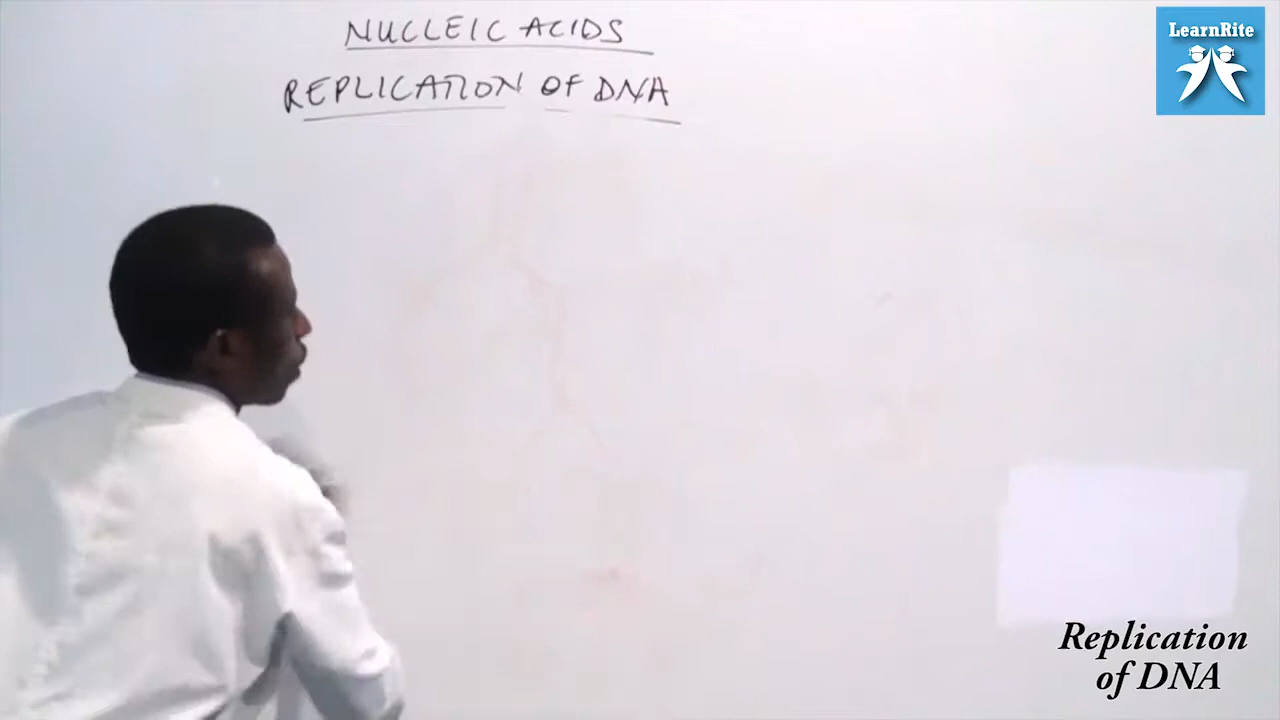 NUCLEIC ACIDS
REPLICATION OF DNA
LearnRite
Replication
of DNA